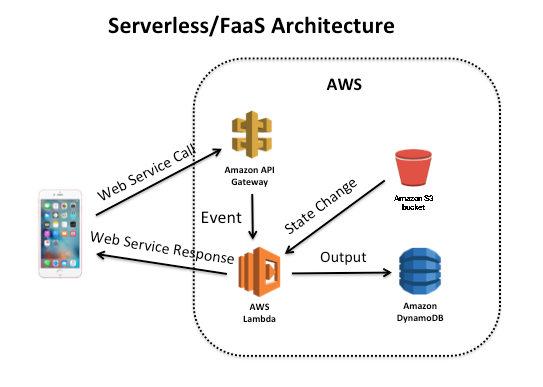 Serverless/FaaS Architecture
AWS
Web Service Call
Amazon API
Gateway
Amazon S3
bucket
State Change
Event
Web Service Response
Output
AWS
Lambda
Amazon
DynamoDB